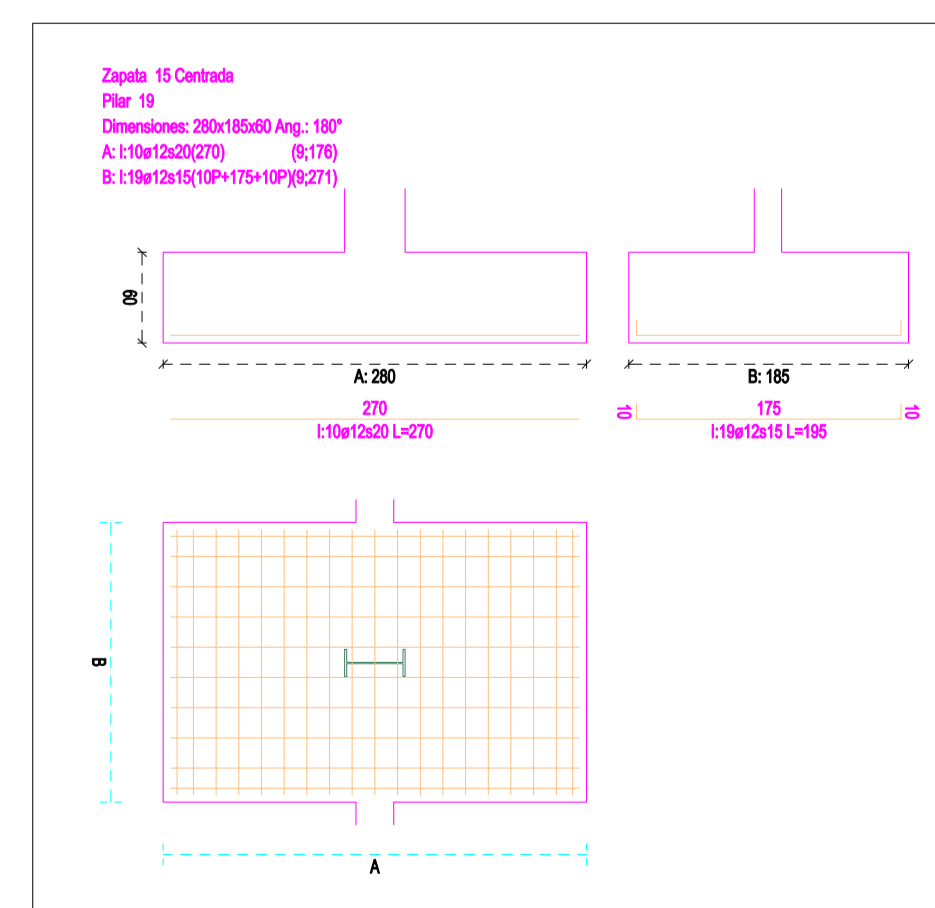 Zapata 15 Centrada
Pilar 19
Dimensiones: 280x185x60 Ang.: 180°
A: I:10ø12s20(270) (9;176)
B: I:19ø12s15(10P+175+10P)(9;271)
60
A: 280
B: 185
270
I:10ø12s20 L=270
10
175
10
I:19ø12s15 L=195
B
A